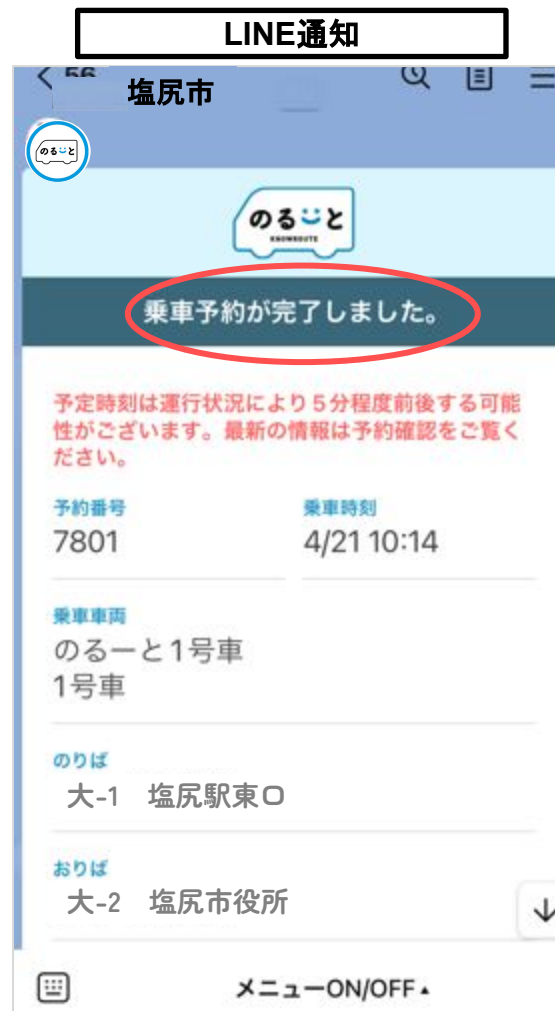 LINE通知
56
塩尻市
のるーと
のるーと
KNOWROUTE
乗車予約が完了しました。
予定時刻は運行状況により5分程度前後する可能
性がございます。最新の情報は予約確認をご覧く
ださい。
予約番号
7801
乗車時刻
4/21 10:14
乗車車両
のるーと1号車
1号車
のりば
大-1 塩尻駅東口
おりば
大-2 塩尻市役所
メニューON/OFF▲